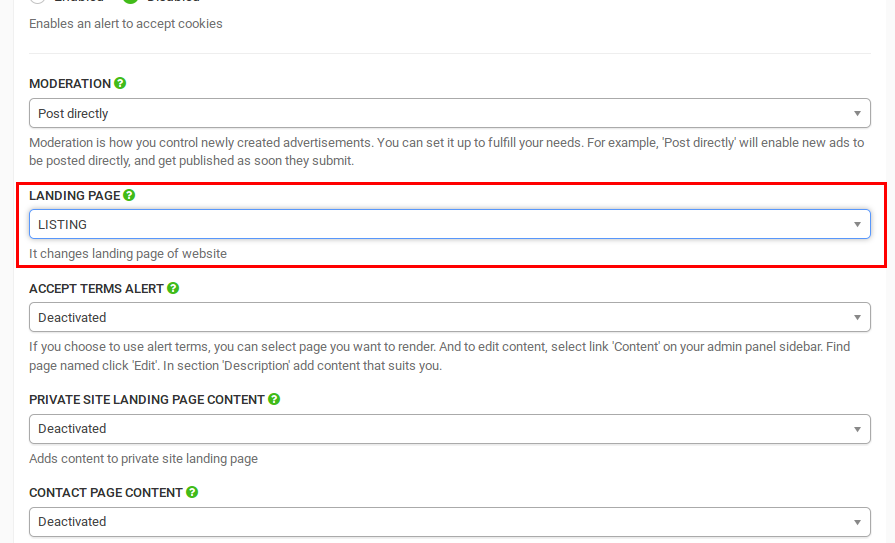 Enabled Disabled
Enables an alert to accept cookies
MODERATION
Post directly
Moderation is how you control newly created advertisements. You can set it up to fulfill your needs. For example, 'Post directly' will enable new ads to
be posted directly, and get published as soon they submit.
LANDING PAGE
LISTING
It changes landing page of website
ACCEPT TERMS ALERT
Deactivated
If you choose to use alert terms, you can select page you want to render. And to edit content, select link 'Content' on your admin panel sidebar. Find
page named click 'Edit'. In section 'Description' add content that suits you.
PRIVATE SITE LANDING PAGE CONTENT
Deactivated
Adds content to private site landing page
CONTACT PAGE CONTENT
Deactivated